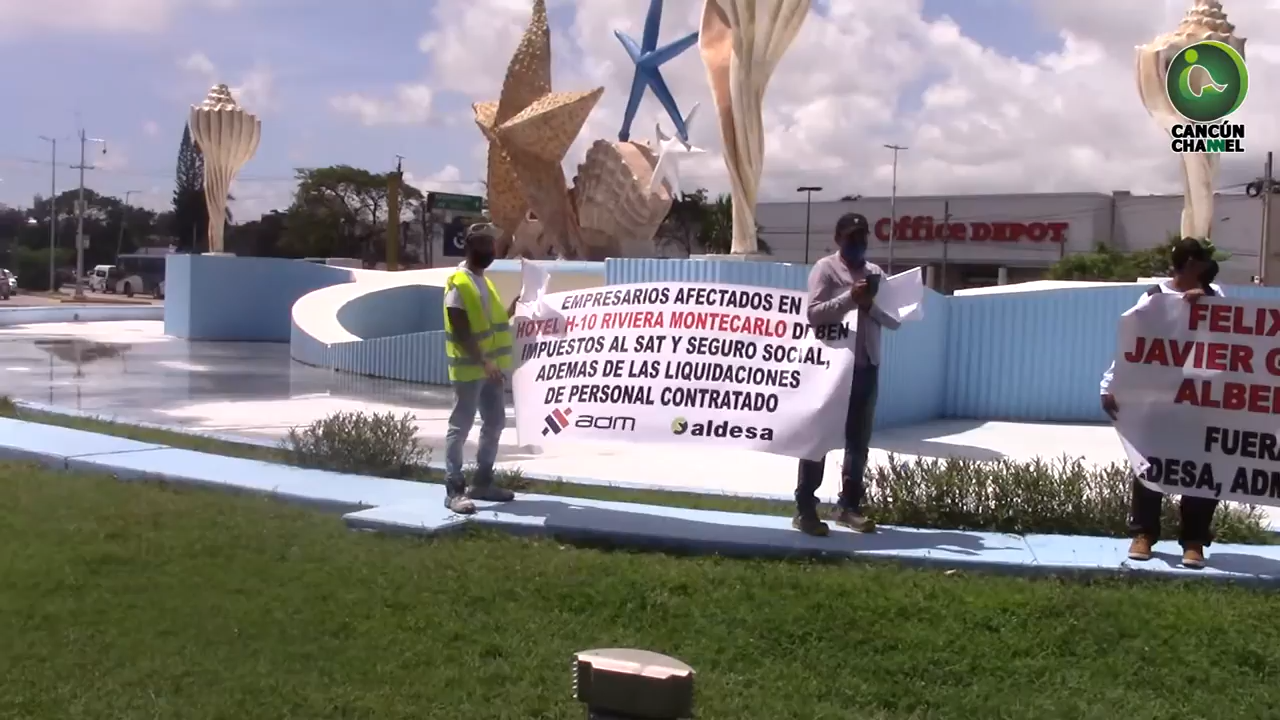 CANCÚN
CHANNEL
Office DEPOT
EMPRESARIOS AFECTADOS EN
HOTEL H-10 RIVIERA MONTECARLO DEBEN
IMPUESTOS AL SAT Y SEGURO SOCIAL,
ADEMAS DE LAS LIQUIDACIONES
DE PERSONAL CONTRATADO
adm aldesa
FELIX
JAVIER G
ALBE
FUERA
DESA, ADM